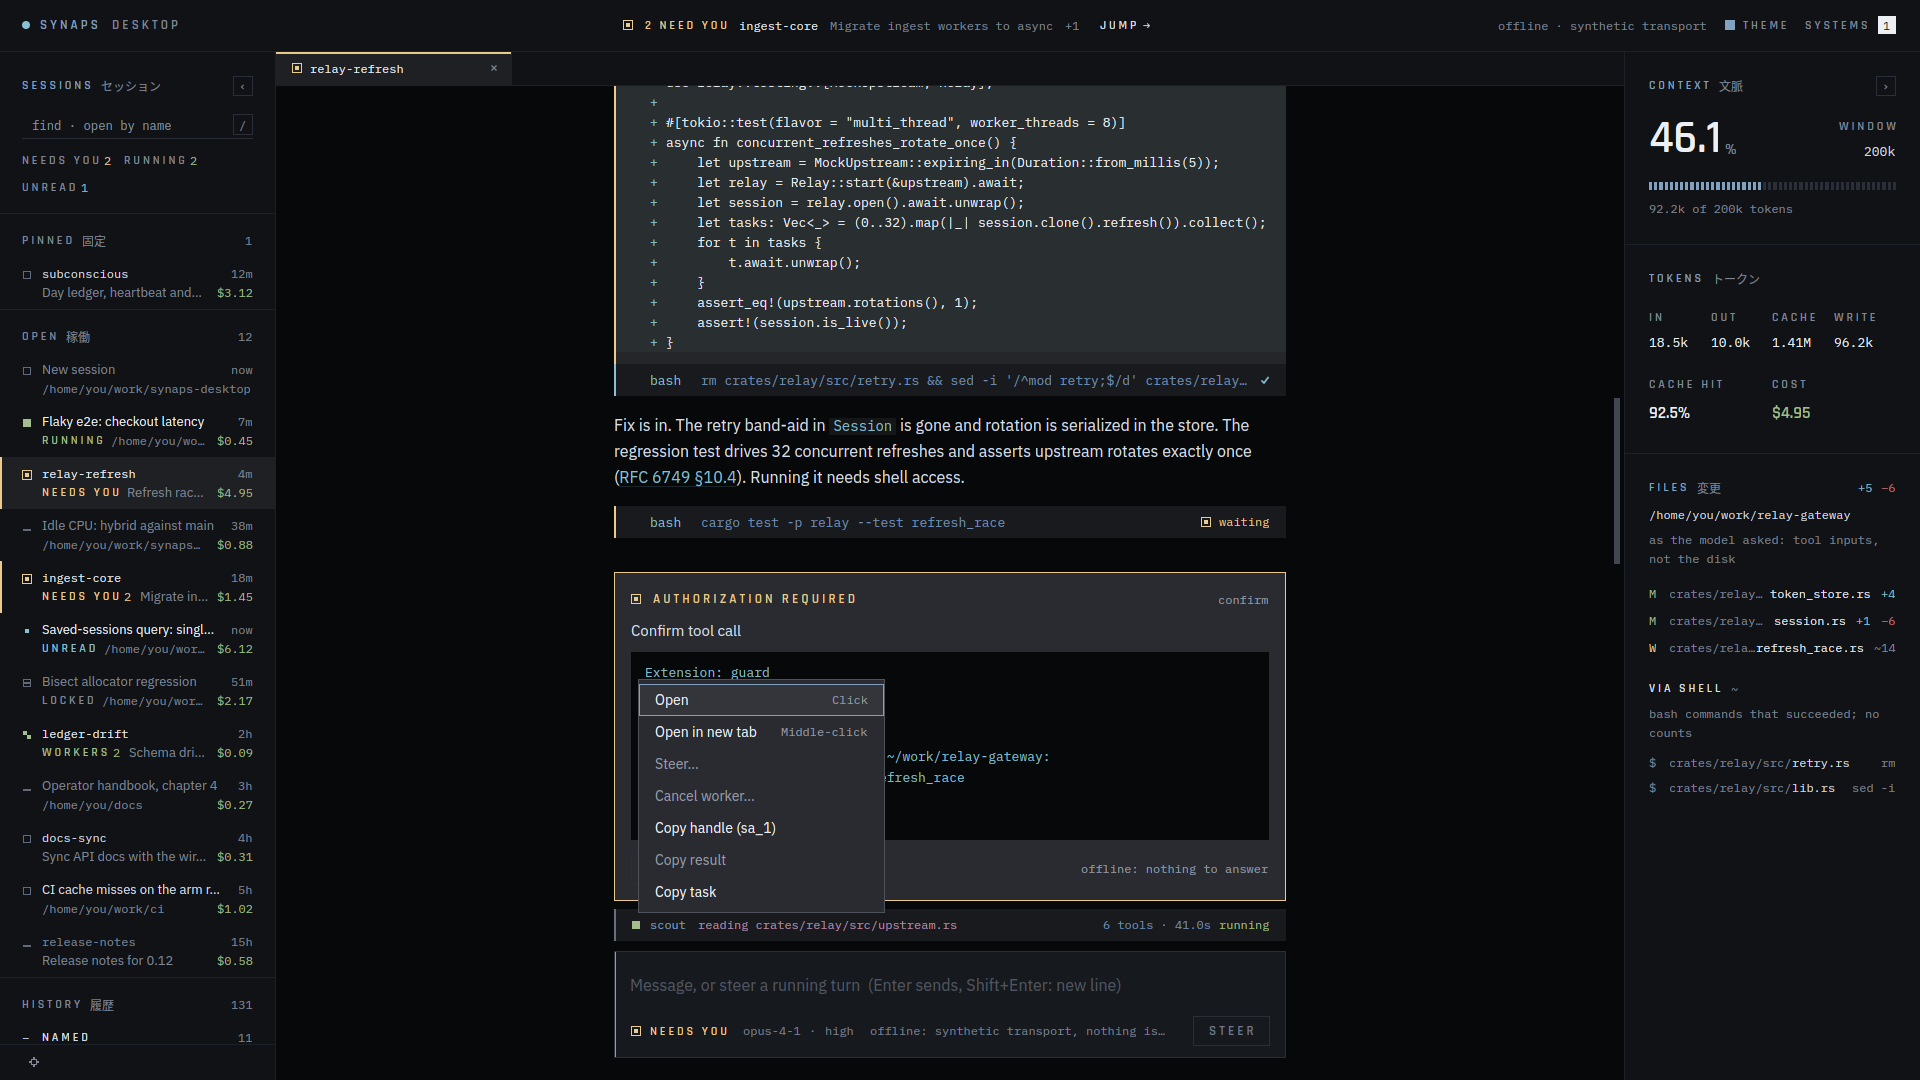 SYNAPS DESKTOP
2 NEED YOU ingest-core Migrate ingest workers to async +1 JUMP →
offline · synthetic transport THEME SYSTEMS 1
SESSIONS セッション ‹
find · open by name /
NEEDS YOU 2 RUNNING 2
UNREAD 1
PINNED 固定 1
subconscious 12m
Day ledger, heartbeat and… $3.12
OPEN 稼働 12
New session now
/home/you/work/synaps-desktop
Flaky e2e: checkout latency 7m
RUNNING /home/you/wo… $0.45
relay-refresh 4m
NEEDS YOU Refresh rac… $4.95
Idle CPU: hybrid against main 38m
/home/you/work/synaps… $0.88
ingest-core 18m
NEEDS YOU 2 Migrate in… $1.45
Saved-sessions query: singl… now
UNREAD /home/you/wor… $6.12
Bisect allocator regression 51m
LOCKED /home/you/wor… $2.17
ledger-drift 2h
WORKERS 2 Schema dri… $0.09
Operator handbook, chapter 4 3h
/home/you/docs $0.27
docs-sync 4h
Sync API docs with the wir… $0.31
CI cache misses on the arm r… 5h
/home/you/work/ci $1.02
release-notes 15h
Release notes for 0.12 $0.58
HISTORY 履歴 131
– NAMED 11
relay-refresh ×
+
+ #[tokio::test(flavor = "multi_thread", worker_threads = 8)]
+ async fn concurrent_refreshes_rotate_once() {
+ let upstream = MockUpstream::expiring_in(Duration::from_millis(5));
+ let relay = Relay::start(&upstream).await;
+ let session = relay.open().await.unwrap();
+ let tasks: Vec<_> = (0..32).map(|_| session.clone().refresh()).collect();
+ for t in tasks {
+ t.await.unwrap();
+ }
+ assert_eq!(upstream.rotations(), 1);
+ assert!(session.is_live());
+ }
bash rm crates/relay/src/retry.rs && sed -i '/^mod retry;$/d' crates/relay… ✓
Fix is in. The retry band-aid in Session is gone and rotation is serialized in the store. The
regression test drives 32 concurrent refreshes and asserts upstream rotates exactly once
(RFC 6749 §10.4). Running it needs shell access.
bash cargo test -p relay --test refresh_race waiting
AUTHORIZATION REQUIRED confirm
Confirm tool call
Extension: guard
~/work/relay-gateway:
efresh_race
offline: nothing to answer
Open Click
Open in new tab Middle-click
Steer…
Cancel worker…
Copy handle (sa_1)
Copy result
Copy task
scout reading crates/relay/src/upstream.rs 6 tools · 41.0s running
Message, or steer a running turn (Enter sends, Shift+Enter: new line)
NEEDS YOU opus-4-1 · high offline: synthetic transport, nothing is… STEER
CONTEXT 文脈 ›
46.1% WINDOW
200k
92.2k of 200k tokens
TOKENS トークン
IN OUT CACHE WRITE
18.5k 10.0k 1.41M 96.2k
CACHE HIT COST
92.5% $4.95
FILES 変更 +5 −6
/home/you/work/relay-gateway
as the model asked: tool inputs,
not the disk
M crates/relay… token_store.rs +4
M crates/relay… session.rs +1 −6
W crates/rela…refresh_race.rs ~14
VIA SHELL ~
bash commands that succeeded; no
counts
$ crates/relay/src/retry.rs rm
$ crates/relay/src/lib.rs sed -i